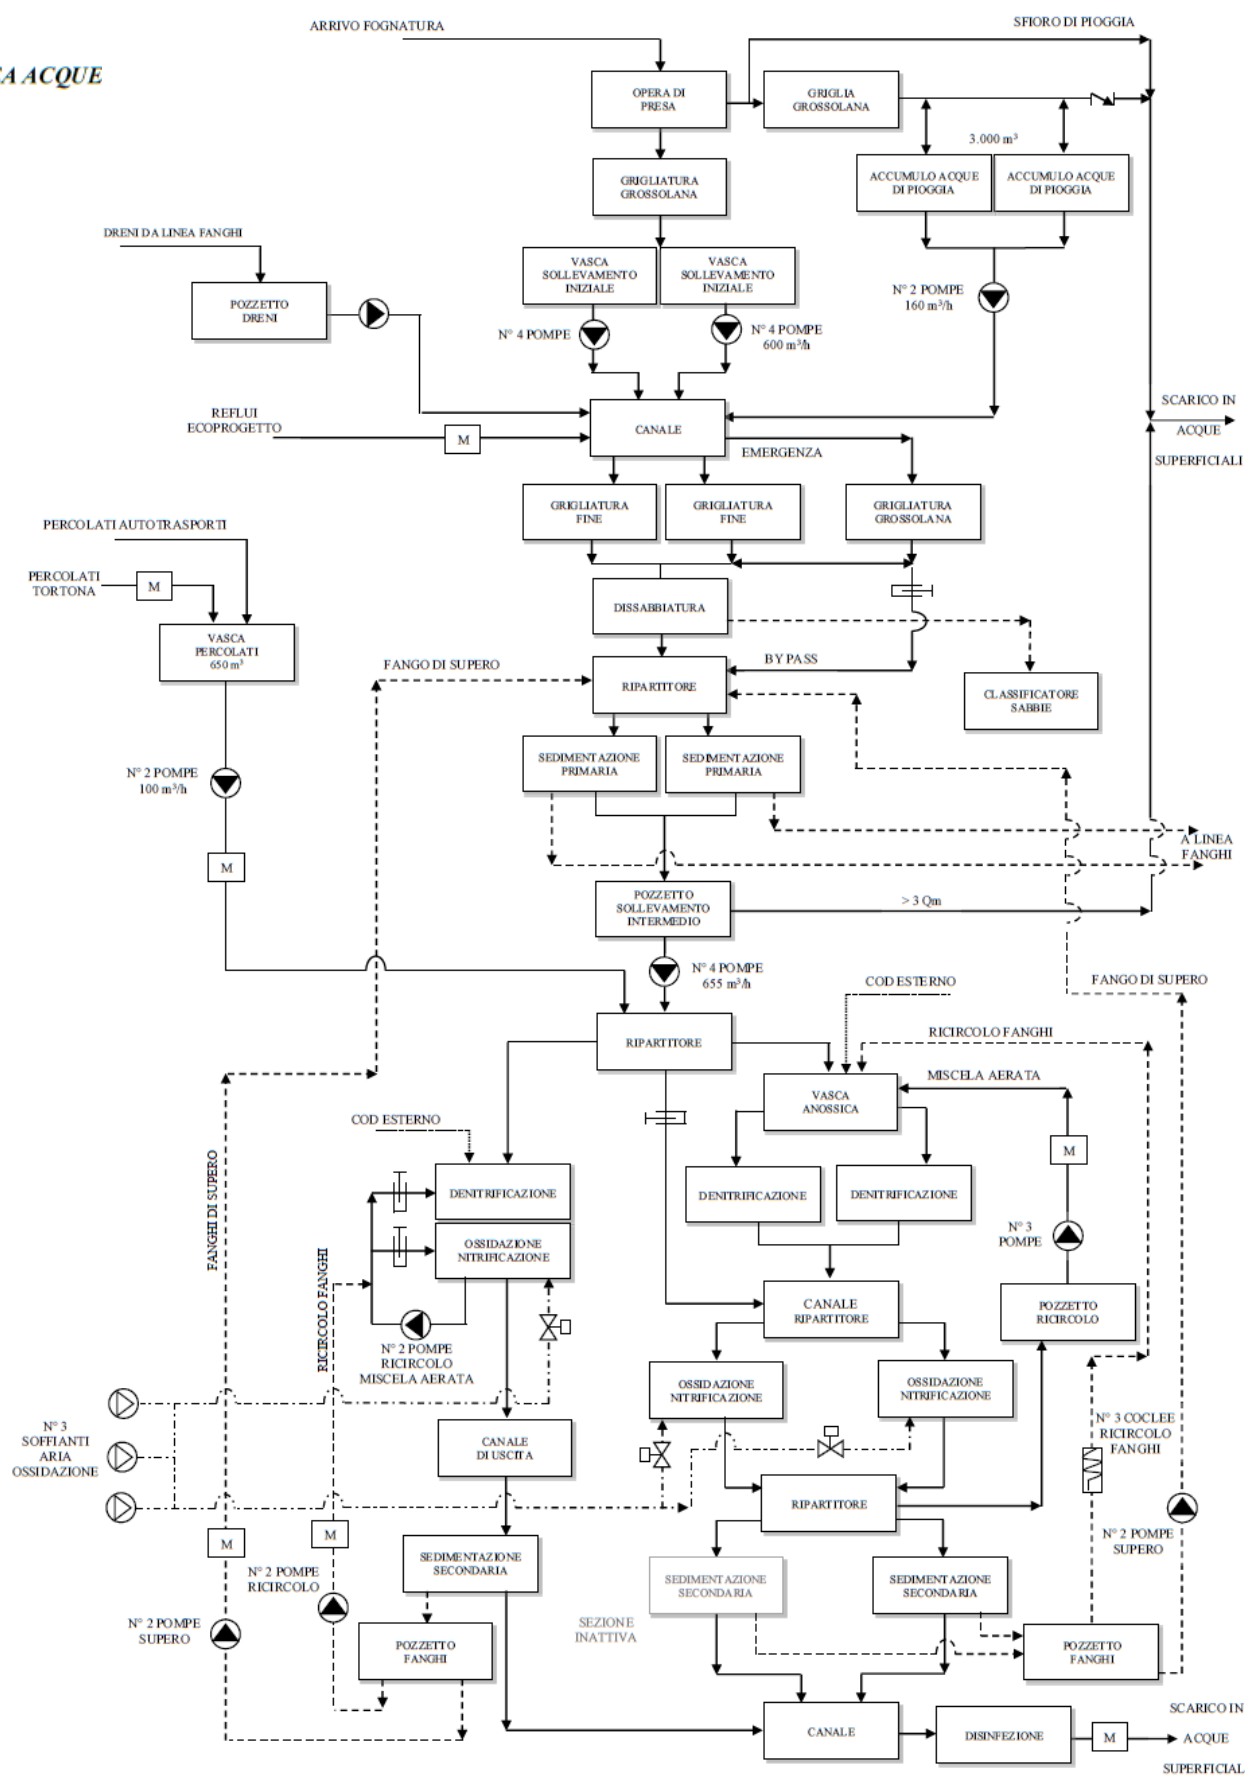 ARRIVO FOGNATURA
SFIORO DI PIOGGIA
A ACQUE
OPERA DI
PRESA
GRIGLIA
GROSSOLANA
3.000 m³
GRIGLIATURA
GROSSOLANA
ACCUMULO ACQUE
DI PIOGGIA
ACCUMULO ACQUE
DI PIOGGIA
DRENI DA LINEA FANGHI
VASCA
SOLLEVAMENTO
INIZIALE
VASCA
SOLLEVAMENTO
INIZIALE
POZZETTO
DRENI
N° 2 POMPE
160 m³/h
N° 4 POMPE
N° 4 POMPE
600 m³/h
REFLUI
ECOPROGETTO
M
CANALE
EMERGENZA
SCARICO IN
ACQUE
SUPERFICIALI
GRIGLIATURA
FINE
GRIGLIATURA
FINE
GRIGLIATURA
GROSSOLANA
PERCOLATI AUTOTRASPORTI
PERCOLATI
TORTONA
M
DISSABBIATURA
VASCA
PERCOLATI
650 m³
FANGO DI SUPERO
BY PASS
RIPARTITORE
CLASSIFICATORE
SABBIE
SEDIMENTAZIONE
PRIMARIA
SEDIMENTAZIONE
PRIMARIA
N° 2 POMPE
100 m³/h
M
A LINEA
FANGHI
POZZETTO
SOLLEVAMENTO
INTERMEDIO
> 3 Qm
N° 4 POMPE
655 m³/h
COD ESTERNO
FANGO DI SUPERO
RIPARTITORE
RICIRCOLO FANGHI
VASCA
ANOSSICA
MISCELA AERATA
COD ESTERNO
M
FANGHI DI SUPERO
DENITRIFICAZIONE
DENITRIFICAZIONE
DENITRIFICAZIONE
OSSIDAZIONE
NITRIFICAZIONE
N° 3
POMPE
RICIRCOLO FANGHI
CANALE
RIPARTITORE
POZZETTO
RICIRCOLO
N° 2 POMPE
RICIRCOLO
MISCELA AERATA
OSSIDAZIONE
NITRIFICAZIONE
OSSIDAZIONE
NITRIFICAZIONE
N° 3
SOFFIANTI
ARIA
OSSIDAZIONE
CANALE
DI USCITA
N° 3 COCLEE
RICIRCOLO
FANGHI
RIPARTITORE
M
M
N° 2 POMPE
SUPERO
SEDIMENTAZIONE
SECONDARIA
N° 2 POMPE
RICIRCOLO
SEDIMENTAZIONE
SECONDARIA
SEDIMENTAZIONE
SECONDARIA
N° 2 POMPE
SUPERO
SEZIONE
INATTIVA
POZZETTO
FANGHI
POZZETTO
FANGHI
CANALE
DISINFEZIONE
M
SCARICO IN
ACQUE
SUPERFICIAL